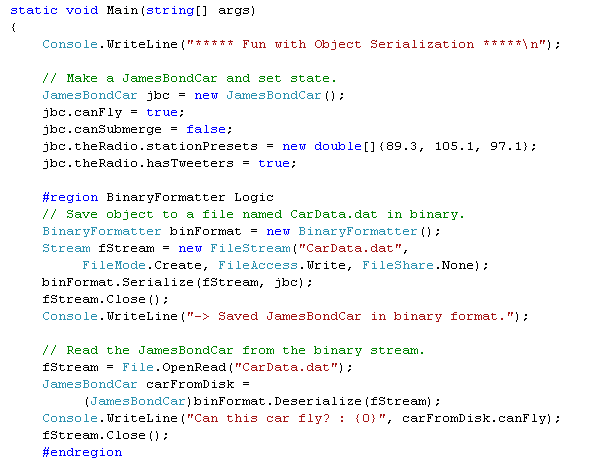 static void Main(string[] args)
{
Console.WriteLine("***** Fun with Object Serialization *****\n");
// Make a JamesBondCar and set state.
JamesBondCar jbc = new JamesBondCar();
jbc.canFly = true;
jbc.canSubmerge = false;
jbc.theRadio.stationPresets = new double[]{89.3, 105.1, 97.1};
jbc.theRadio.hasTweeters = true;
#region BinaryFormatter Logic
// Save object to a file named CarData.dat in binary.
BinaryFormatter binFormat = new BinaryFormatter();
Stream fStream = new FileStream("CarData.dat",
FileMode.Create, FileAccess.Write, FileShare.None);
binFormat.Serialize(fStream, jbc);
fStream.Close();
Console.WriteLine("-> Saved JamesBondCar in binary format.");
// Read the JamesBondCar from the binary stream.
fStream = File.OpenRead("CarData.dat");
JamesBondCar carFromDisk =
(JamesBondCar)binFormat.Deserialize(fStream);
Console.WriteLine("Can this car fly? : {0}", carFromDisk.canFly);
fStream.Close();
#endregion